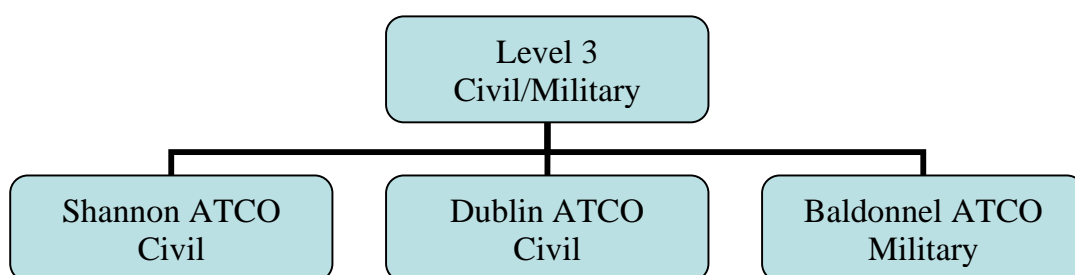 Level 3
Civil/Military
Shannon ATCO
Civil
Dublin ATCO
Civil
Baldonnel ATCO
Military